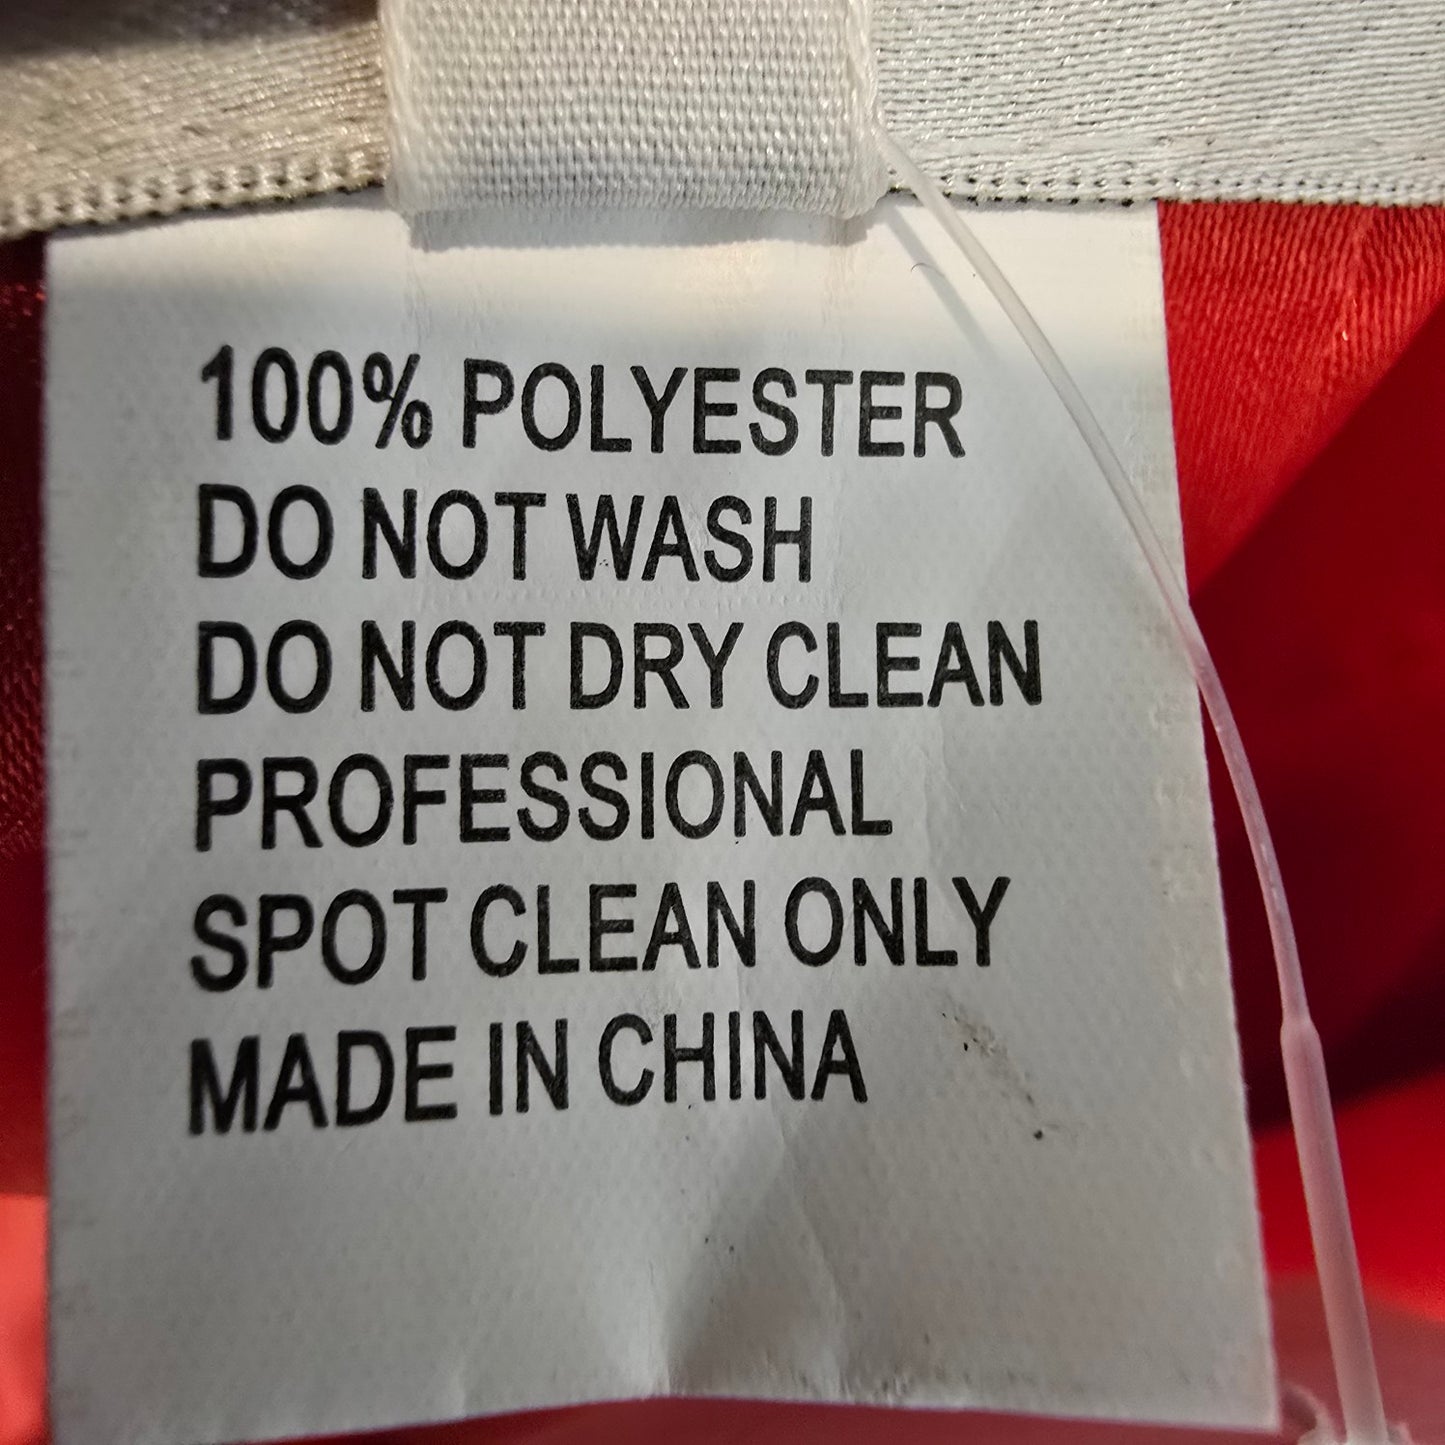 100% POLYESTER
DO NOT WASH
DO NOT DRY CLEAN
PROFESSIONAL
SPOT CLEAN ONLY
MADE IN CHINA